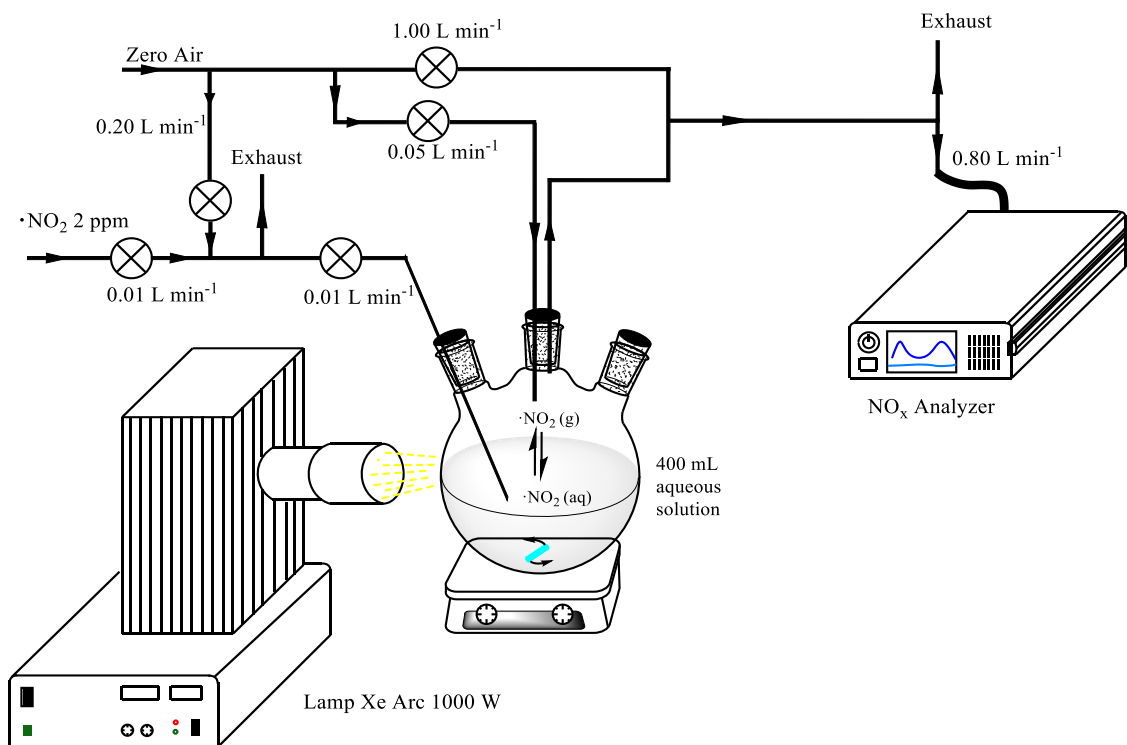 Exhaust
1.00 L min⁻¹
Zero Air
0.20 L min⁻¹
0.05 L min⁻¹
Exhaust
0.80 L min⁻¹
·NO₂ 2 ppm
0.01 L min⁻¹
0.01 L min⁻¹
NOₓ Analyzer
·NO₂ (g)
·NO₂ (aq)
400 mL
aqueous
solution
Lamp Xe Arc 1000 W